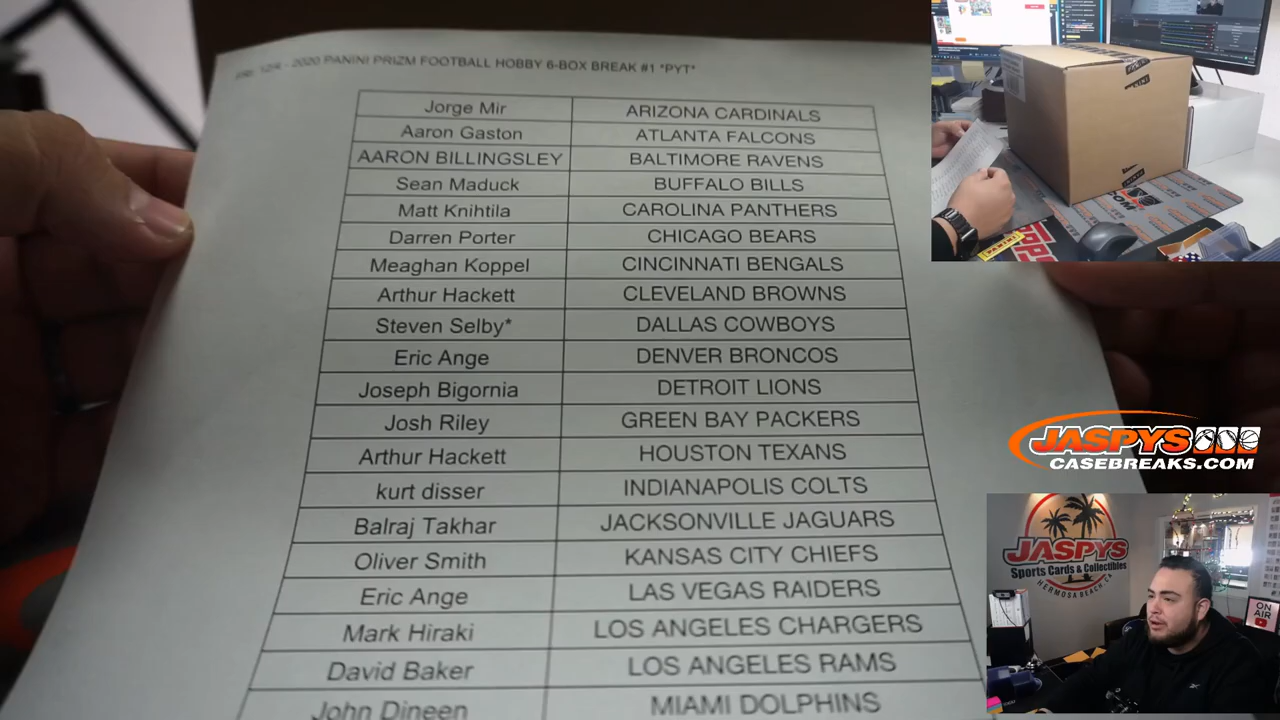 FRI. 12/4 - 2020 PANINI PRIZM FOOTBALL HOBBY 6-BOX BREAK #1 *PYT*
Jorge Mir ARIZONA CARDINALS
Aaron Gaston ATLANTA FALCONS
AARON BILLINGSLEY BALTIMORE RAVENS
Sean Maduck BUFFALO BILLS
Matt Knihtila CAROLINA PANTHERS
Darren Porter CHICAGO BEARS
Meaghan Koppel CINCINNATI BENGALS
Arthur Hackett CLEVELAND BROWNS
Steven Selby* DALLAS COWBOYS
Eric Ange DENVER BRONCOS
Joseph Bigornia DETROIT LIONS
Josh Riley GREEN BAY PACKERS
Arthur Hackett HOUSTON TEXANS
kurt disser INDIANAPOLIS COLTS
Balraj Takhar JACKSONVILLE JAGUARS
Oliver Smith KANSAS CITY CHIEFS
Eric Ange LAS VEGAS RAIDERS
Mark Hiraki LOS ANGELES CHARGERS
David Baker LOS ANGELES RAMS
John Dineen MIAMI DOLPHINS
PANINI
JASPYS
CASEBREAKS.COM
JASPYS
Sports Cards & Collectibles
HERMOSA BEACH, CA
ON
AIR